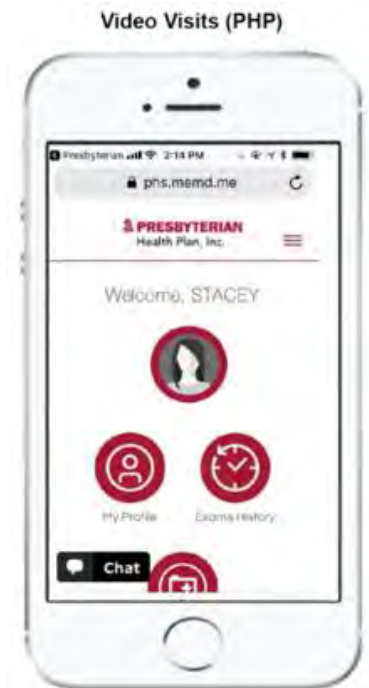 Video Visits (PHP)
Presbyterian 2:14 PM
phs.memd.me
PRESBYTERIAN
Health Plan, Inc.
Welcome, STACEY
My Profile
Exams History
Chat